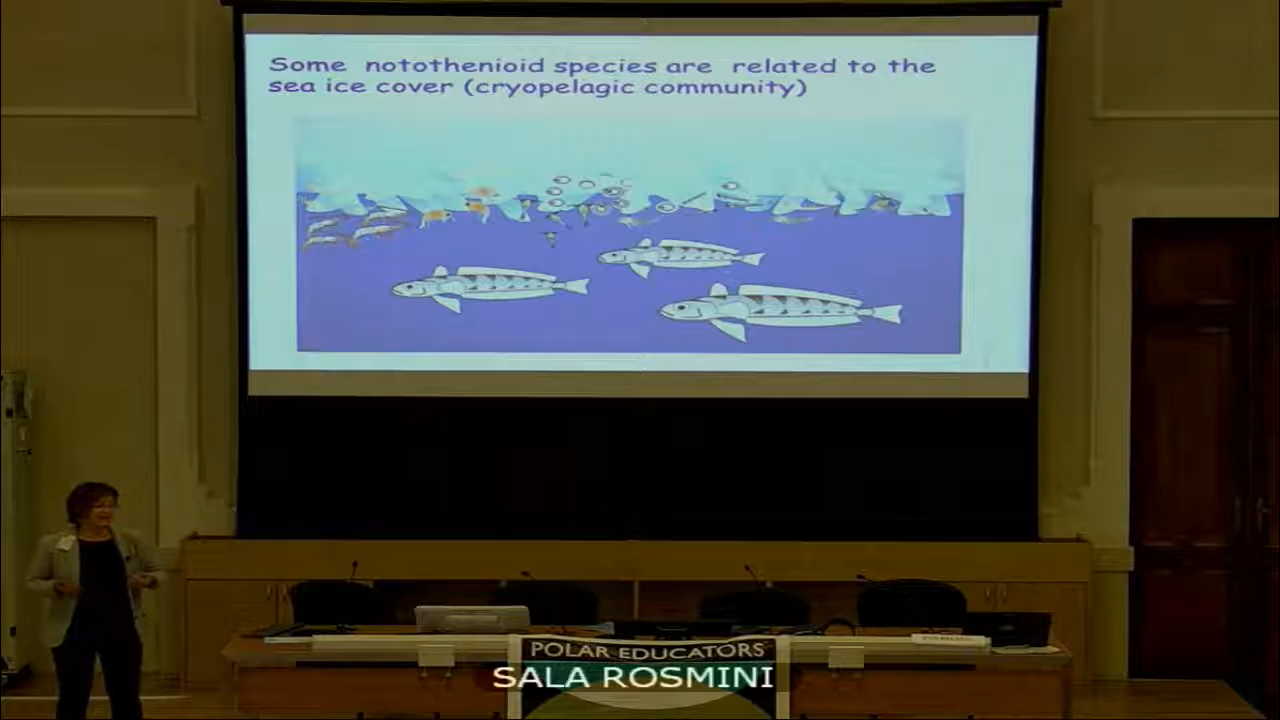 Some notothenioid species are related to the
sea ice cover (cryopelagic community)
POLAR EDUCATORS
SALA ROSMINI